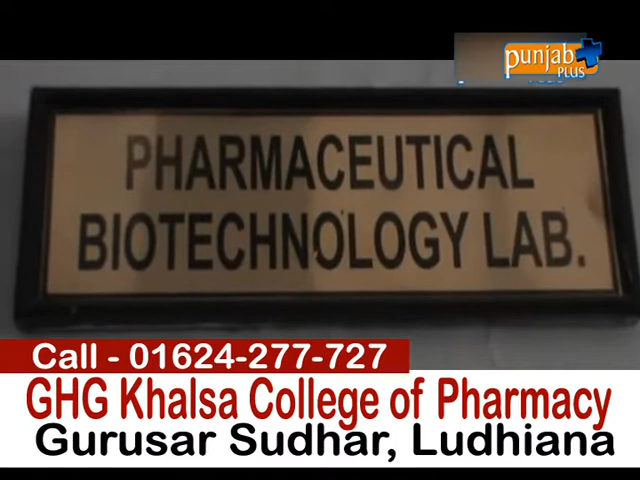 punjab
PLUS
PHARMACEUTICAL
BIOTECHNOLOGY LAB.
Call - 01624-277-727
GHG Khalsa College of Pharmacy
Gurusar Sudhar, Ludhiana